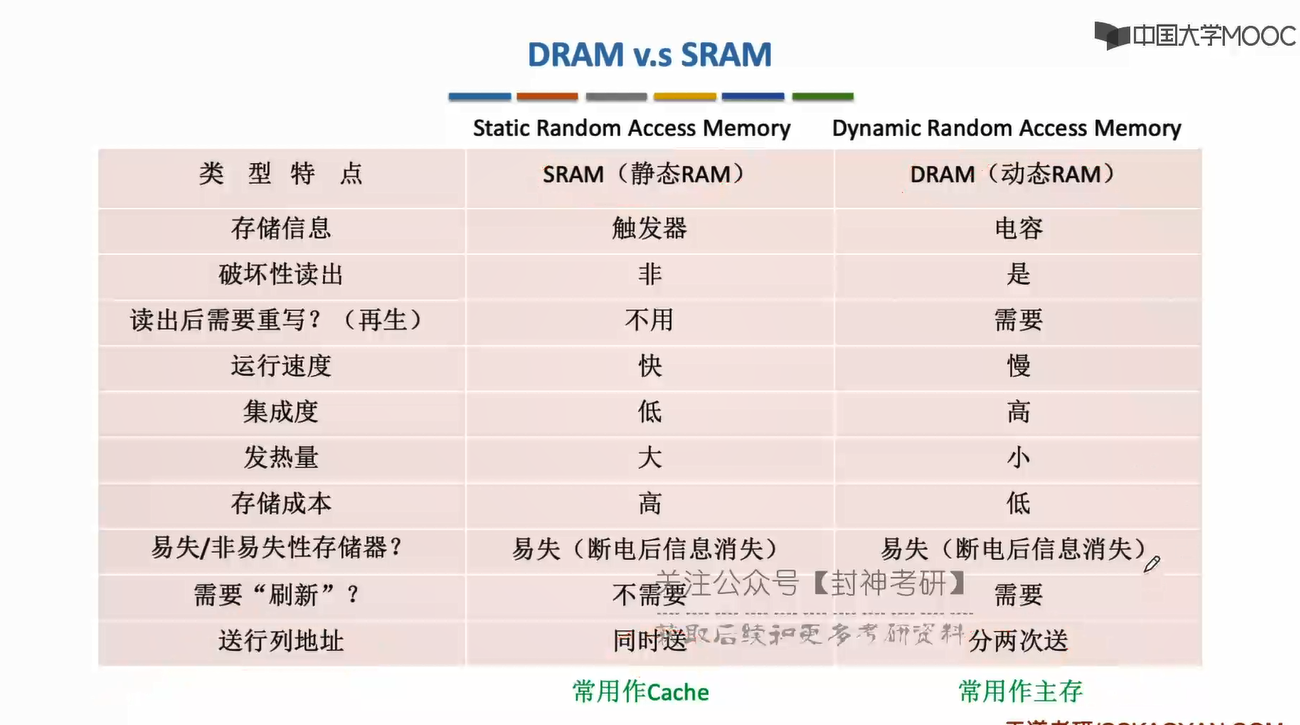 中国大学MOOC
DRAM v.s SRAM
Static Random Access Memory Dynamic Random Access Memory
类 型 特 点 SRAM（静态RAM） DRAM（动态RAM）
存储信息 触发器 电容
破坏性读出 非 是
读出后需要重写？（再生） 不用 需要
运行速度 快 慢
集成度 低 高
发热量 大 小
存储成本 高 低
易失/非易失性存储器？ 易失（断电后信息消失） 易失（断电后信息消失）
关注公众号【封神考研】
需要“刷新”？ 不需要 需要
获取后续和更多考研资料
送行列地址 同时送 分两次送
常用作Cache 常用作主存